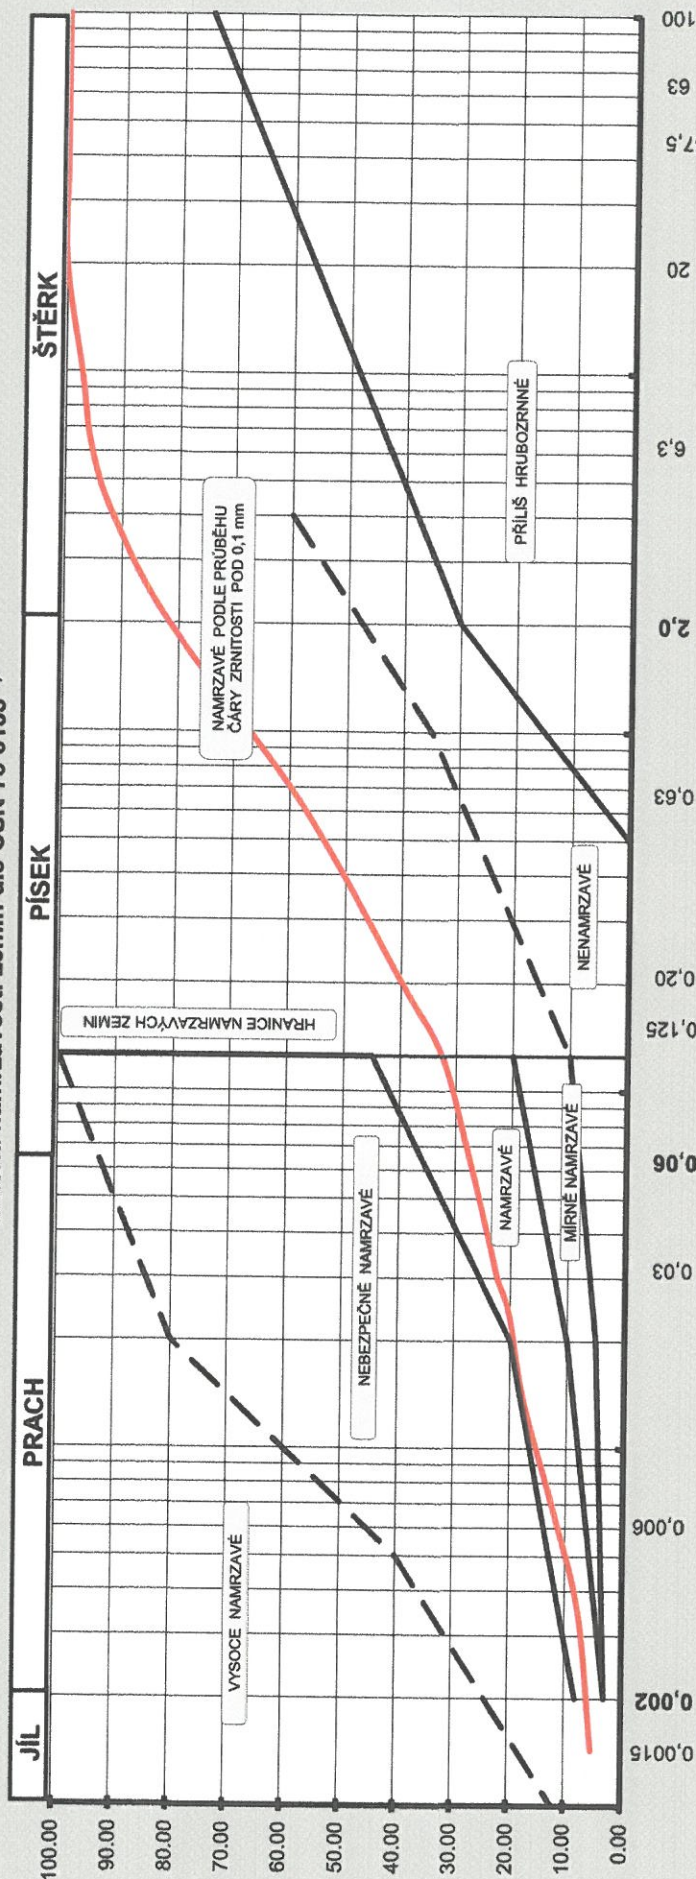 JÍL
PRACH
PÍSEK
ŠTĚRK
100.00
90.00
80.00
70.00
60.00
50.00
40.00
30.00
20.00
10.00
0.00
VYSOCE NAMRZAVÉ
NEBEZPEČNĚ NAMRZAVÉ
HRANICE NAMRZAVÝCH ZEMIN
NAMRZAVÉ
MÍRNĚ NAMRZAVÉ
NENAMRZAVÉ
NAMRZAVÉ PODLE PRŮBĚHU
ČÁRY ZRNITOSTI POD 0,1 mm
PŘÍLIŠ HRUBOZRNNÉ
0,0015
0,002
0,006
0,03
0,06
0,125
0,20
0,63
2,0
6,3
20
7,5
63
100